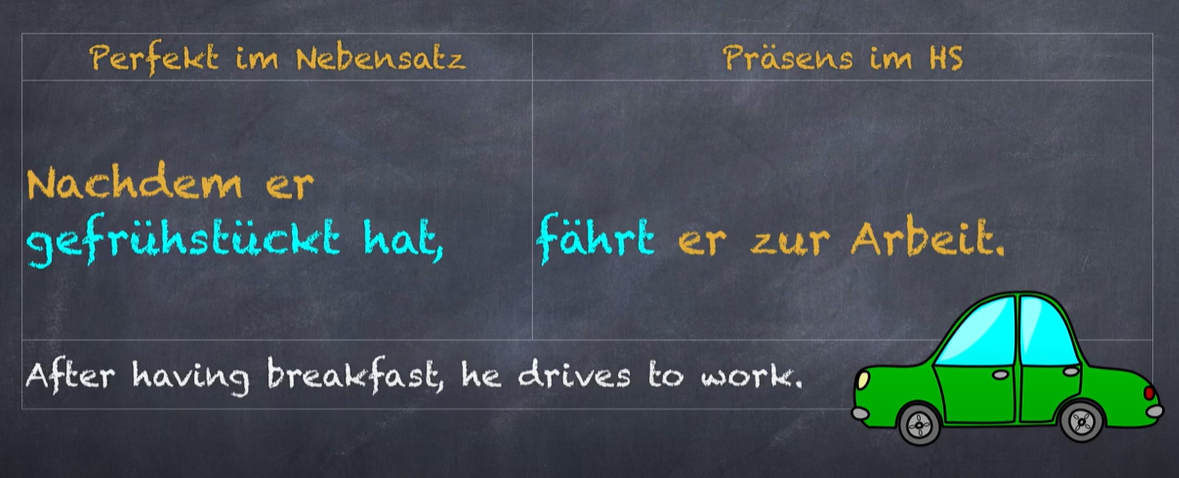 Perfekt im Nebensatz
Präsens im HS
Nachdem er
gefrühstückt hat,
fährt er zur Arbeit.
After having breakfast, he drives to work.